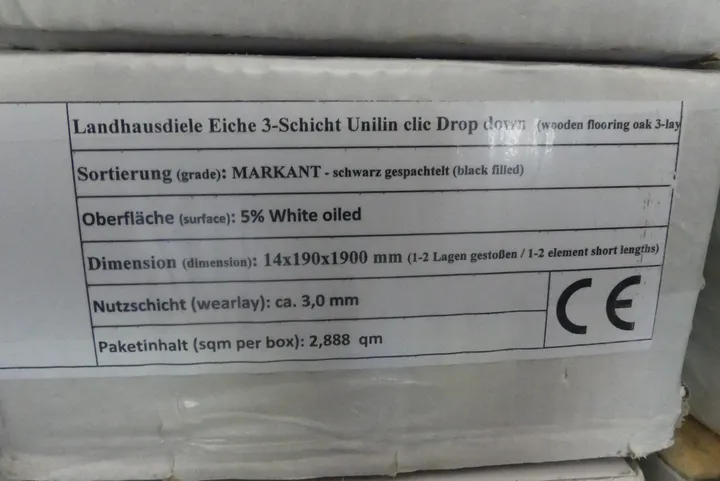 Landhausdiele Eiche 3-Schicht Unilin clic Drop down (wooden flooring oak 3-lay
Sortierung (grade): MARKANT - schwarz gespachtelt (black filled)
Oberfläche (surface): 5% White oiled
Dimension (dimension): 14x190x1900 mm (1-2 Lagen gestoßen / 1-2 element short lengths)
Nutzschicht (wearlay): ca. 3,0 mm
Paketinhalt (sqm per box): 2,888 qm
CE